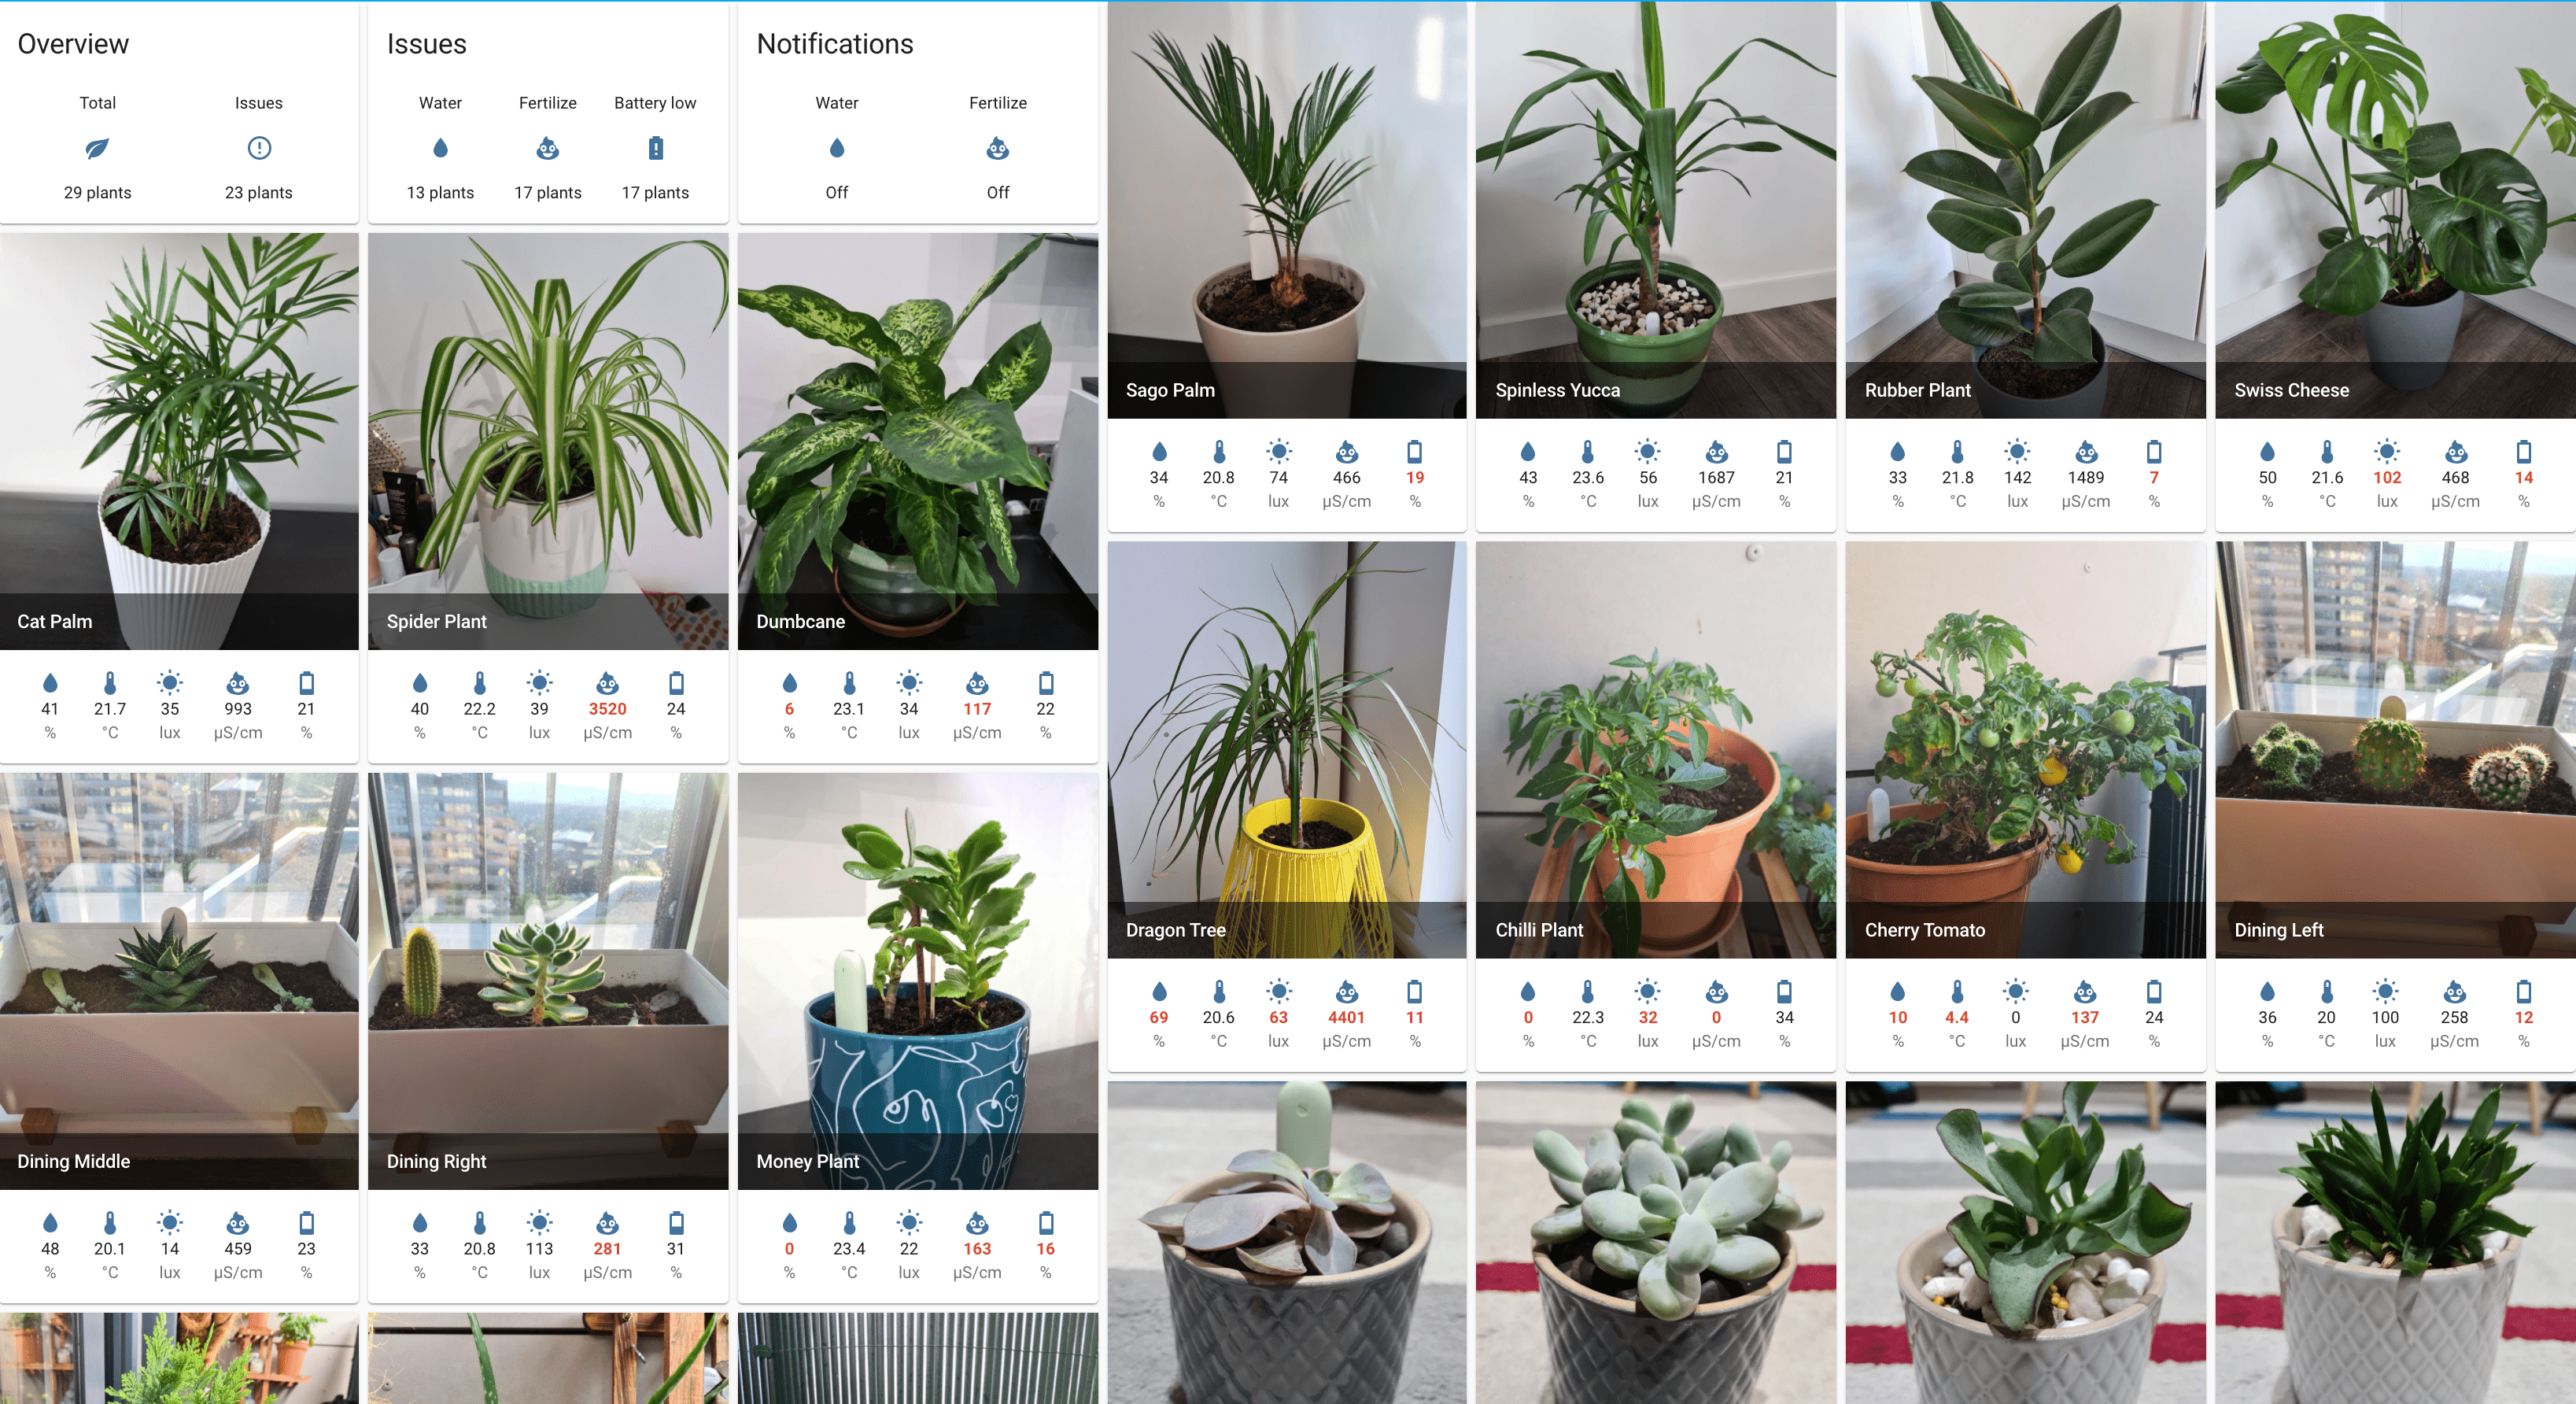 Overview
Total Issues
29 plants 23 plants
Issues
Water Fertilize Battery low
13 plants 17 plants 17 plants
Notifications
Water Fertilize
Off Off
Sago Palm
34 20.8 74 466 19
% °C lux µS/cm %
Spinless Yucca
43 23.6 56 1687 21
% °C lux µS/cm %
Rubber Plant
33 21.8 142 1489 7
% °C lux µS/cm %
Swiss Cheese
50 21.6 102 468 14
% °C lux µS/cm %
Cat Palm
41 21.7 35 993 21
% °C lux µS/cm %
Spider Plant
40 22.2 39 3520 24
% °C lux µS/cm %
Dumbcane
6 23.1 34 117 22
% °C lux µS/cm %
Dragon Tree
69 20.6 63 4401 11
% °C lux µS/cm %
Chilli Plant
0 22.3 32 0 34
% °C lux µS/cm %
Cherry Tomato
10 4.4 0 137 24
% °C lux µS/cm %
Dining Left
36 20 100 258 12
% °C lux µS/cm %
Dining Middle
48 20.1 14 459 23
% °C lux µS/cm %
Dining Right
33 20.8 113 281 31
% °C lux µS/cm %
Money Plant
0 23.4 22 163 16
% °C lux µS/cm %